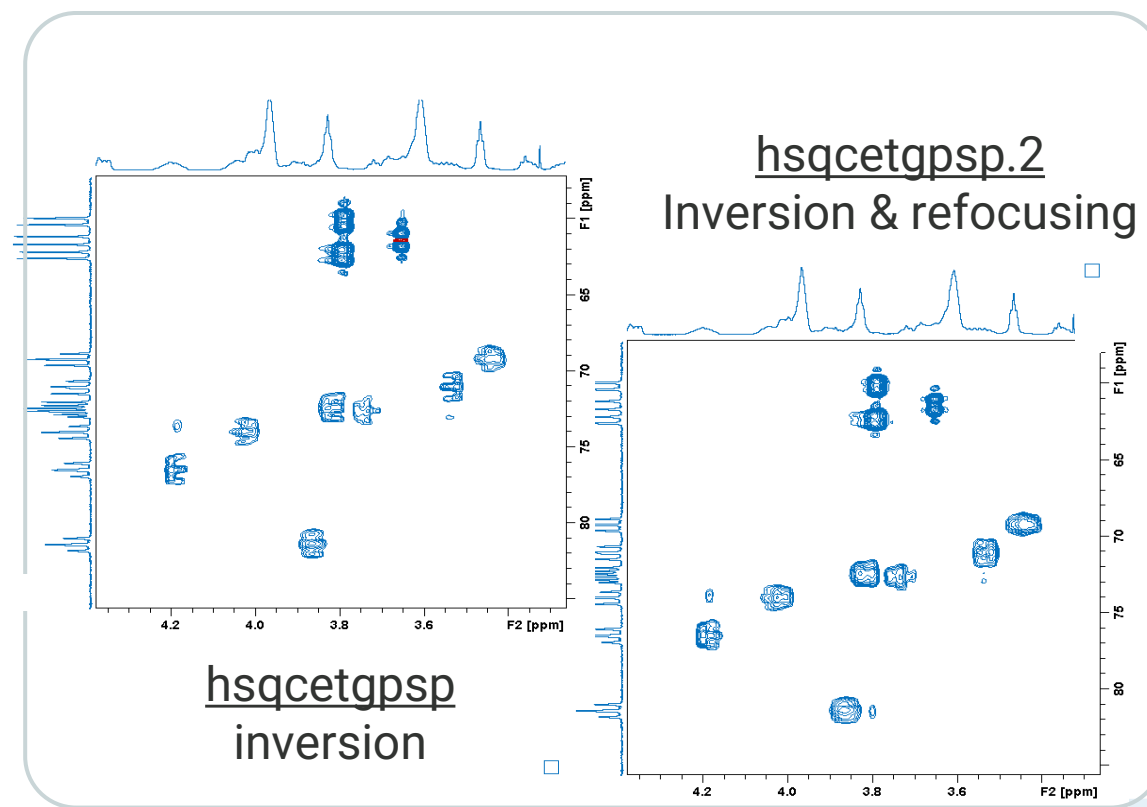 hsqcetgpsp.2
Inversion & refocusing
F1 [ppm]
65
70
75
80
4.2
4.0
3.8
3.6
F2 [ppm]
hsqcetgpsp
inversion
F1 [ppm]
65
70
75
80
4.2
4.0
3.8
3.6
F2 [ppm]